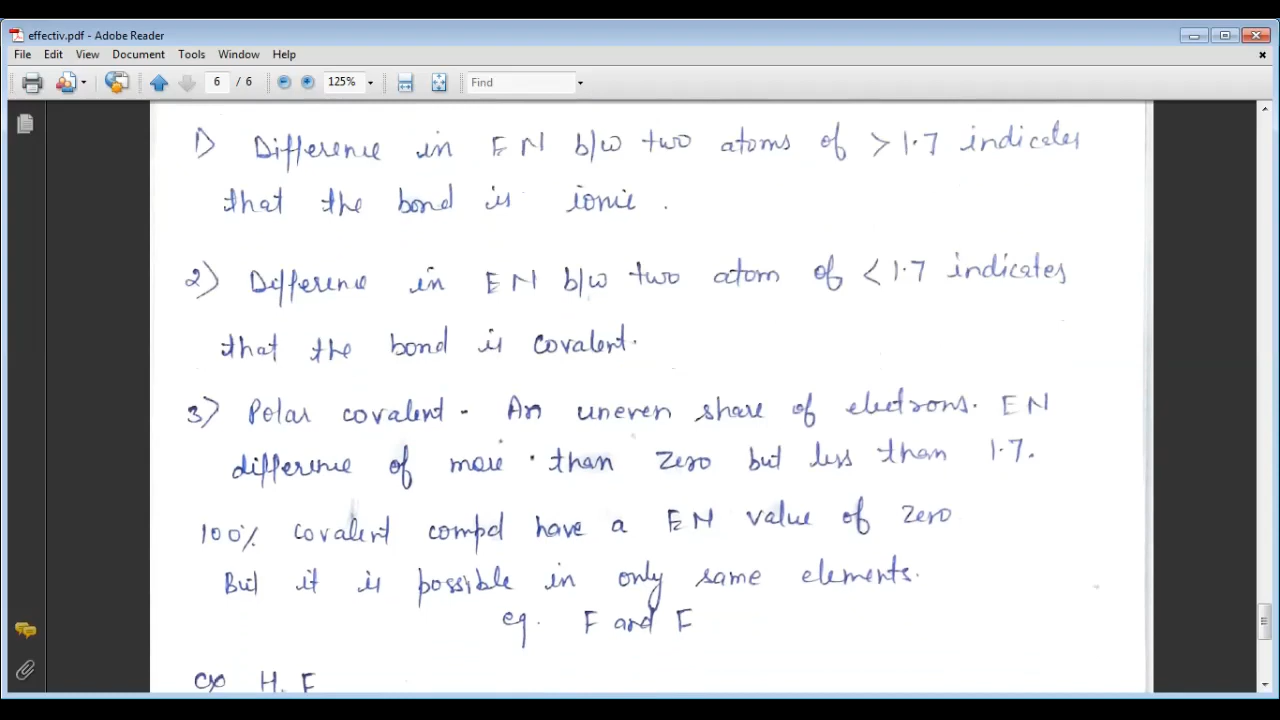 effectiv.pdf - Adobe Reader
File Edit View Document Tools Window Help
6 / 6 125% Find
1) Difference in EN b/w two atoms of > 1.7 indicates
that the bond is ionic.
2) Difference in EN b/w two atom of < 1.7 indicates
that the bond is covalent.
3) Polar covalent - An uneven share of electrons. EN
difference of more than zero but less than 1.7.
100% covalent compd have a EN value of zero
But it is possible in only same elements.
eg. F and F
ex H, F